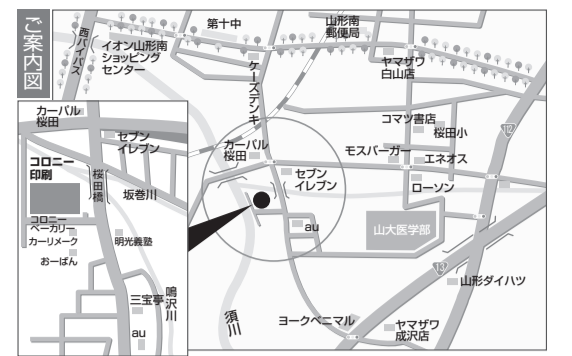 ご案内図
西バイパス
イオン山形南
ショッピング
センター
第十中
山形南
郵便局
ケーズデンキ
ヤマザワ
白山店
コマツ書店
桜田小
モスバーガー
エネオス
ローソン
カーバル
桜田
セブン
イレブン
au
山大医学部
12
13
山形ダイハツ
須川
ヨークベニマル
ヤマザワ
成沢店
カーバル
桜田
セブン
イレブン
コロニー
印刷
桜田橋
坂巻川
コロニー
ベーカリー
カーリメーク
明光義塾
おーばん
三宝亭
鳴沢川
au